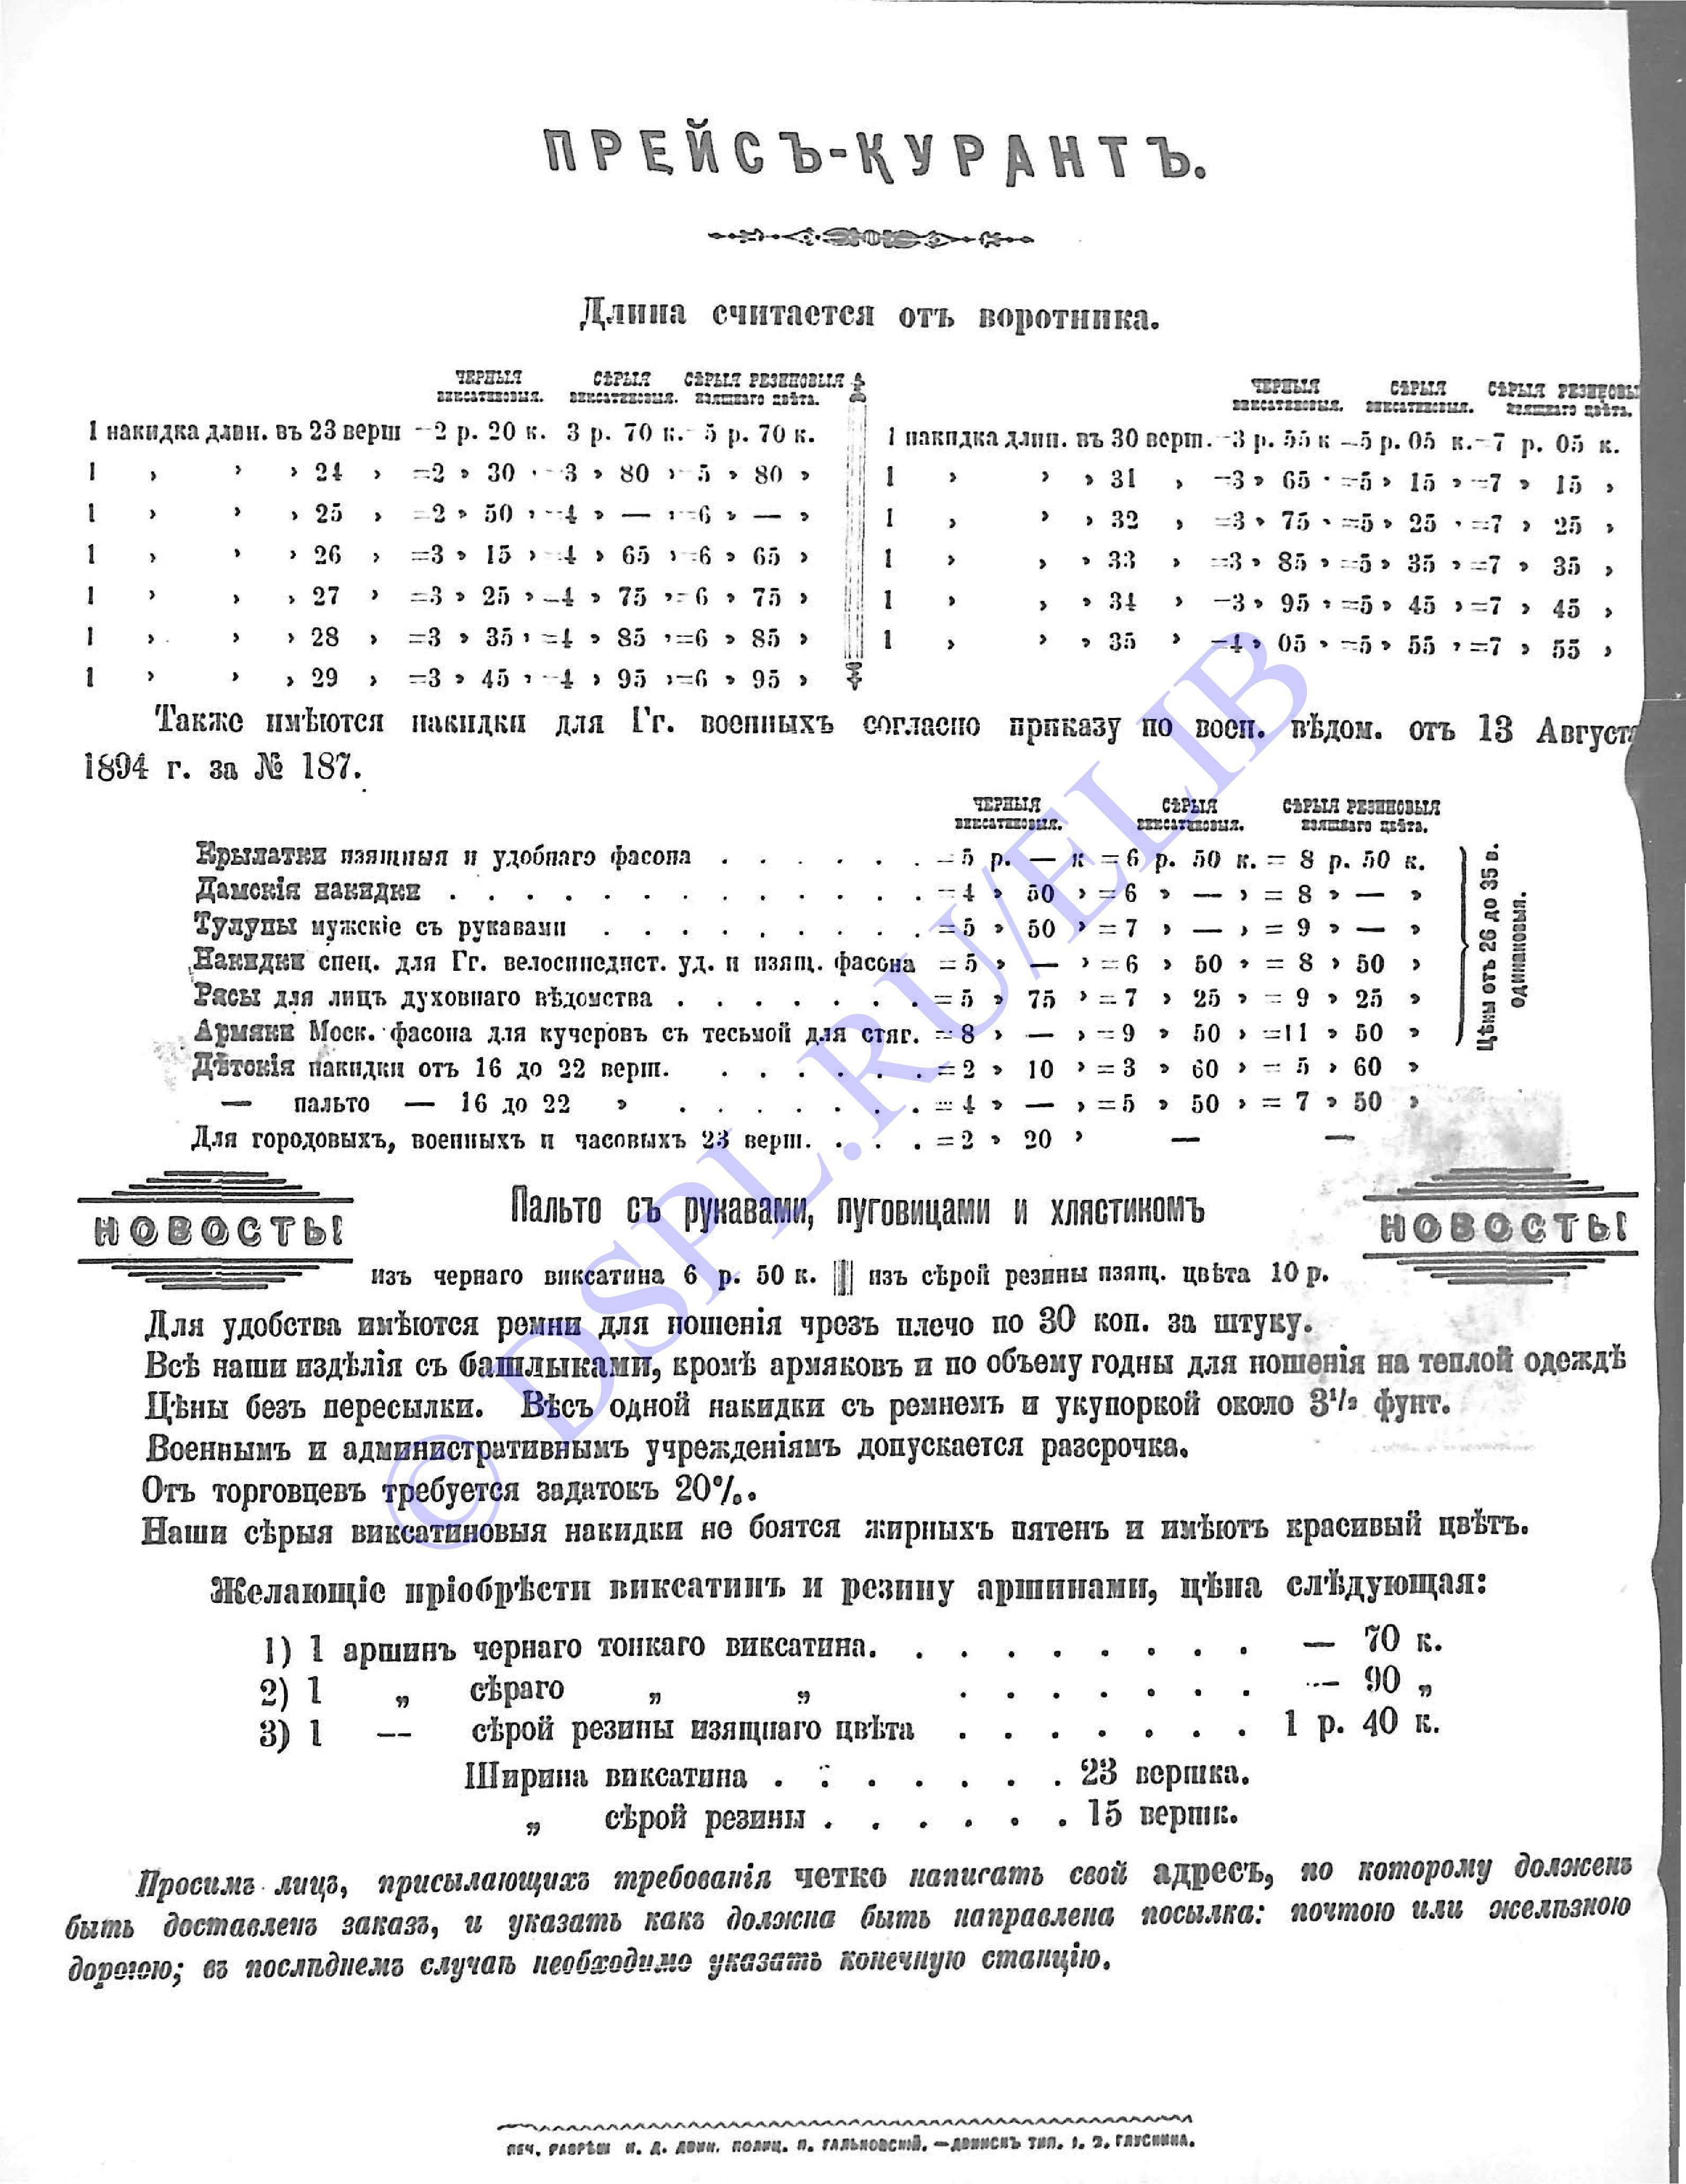 ПРЕЙСЪ-КУРАНТЪ.
Длина считается отъ воротника.
ЧЕРНЫЯ СѢРЫЯ СѢРЫЯ РЕЗИНОВЫЯ
виксатиновыя. виксатиновыя. изящнаго цвѣта.
1 накидка длин. въ 23 верш =2 р. 20 к. 3 р. 70 к.= 5 р. 70 к.
1 » » » 24 » =2 » 30 » =3 » 80 » =5 » 80 »
1 » » » 25 » =2 » 50 » =4 » — » =6 » — »
1 » » » 26 » =3 » 15 » =4 » 65 » =6 » 65 »
1 » » » 27 » =3 » 25 » =4 » 75 » =6 » 75 »
1 » » » 28 » =3 » 35 » =4 » 85 » =6 » 85 »
1 » » » 29 » =3 » 45 » =4 » 95 » =6 » 95 »
ЧЕРНЫЯ СѢРЫЯ СѢРЫЯ РЕЗИНОВЫ
виксатиновыя. виксатиновыя. изящнаго цвѣта.
1 накидка длин. въ 30 верш. =3 р. 55 к =5 р. 05 к.=7 р. 05 к.
1 » » » 31 » =3 » 65 » =5 » 15 » =7 » 15 »
1 » » » 32 » =3 » 75 » =5 » 25 » =7 » 25 »
1 » » » 33 » =3 » 85 » =5 » 35 » =7 » 35 »
1 » » » 34 » =3 » 95 » =5 » 45 » =7 » 45 »
1 » » » 35 » =4 » 05 » =5 » 55 » =7 » 55 »
Также имѣются накидки для Гг. военныхъ согласно приказу по воен. вѣдом. отъ 13 Августа
1894 г. за № 187.
ЧЕРНЫЯ СѢРЫЯ СѢРЫЯ РЕЗИНОВЫЯ
виксатиновыя. виксатиновыя. изящнаго цвѣта.
Крылатки изящныя и удобнаго фасона . . . . . . =5 р. — к =6 р. 50 к. = 8 р. 50 к.
Дамскія накидки . . . . . . . . . . . . . =4 » 50 » =6 » — » = 8 » — »
Тулупы мужскіе съ рукавами . . . . . . . . . =5 » 50 » =7 » — » = 9 » — »
Накидки спец. для Гг. велосипедист. уд. и изящ. фасона =5 » — » =6 » 50 » = 8 » 50 »
Рясы для лицъ духовнаго вѣдомства . . . . . . . =5 » 75 » =7 » 25 » = 9 » 25 »
Армяки Моск. фасона для кучеровъ съ тесьмой для стяг. =8 » — » =9 » 50 » =11 » 50 »
Дѣтскія накидки отъ 16 до 22 верш. . . . . . . =2 » 10 » =3 » 60 » = 5 » 60 »
— пальто — 16 до 22 » . . . . . . . =4 » — » =5 » 50 » = 7 » 50 »
Для городовыхъ, военныхъ и часовыхъ 23 верш. . . . =2 » 20 » — —
Цѣны отъ 26 до 35 в.
одинаковыя.
НОВОСТЬ!
Пальто съ рукавами, пуговицами и хлястикомъ
НОВОСТЬ!
изъ чернаго виксатина 6 р. 50 к. изъ сѣрой резины изящ. цвѣта 10 р.
Для удобства имѣются ремни для ношенія чрезъ плечо по 30 коп. за штуку.
Всѣ наши издѣлія съ башлыками, кромѣ армяковъ и по объему годны для ношенія на теплой одеждѣ
Цѣны безъ пересылки. Вѣсъ одной накидки съ ремнемъ и укупоркой около 3½ фунт.
Военнымъ и административнымъ учрежденіямъ допускается разсрочка.
Отъ торговцевъ требуется задатокъ 20%.
Наши сѣрыя виксатиновыя накидки не боятся жирныхъ пятенъ и имѣютъ красивый цвѣтъ.
Желающіе пріобрѣсти виксатинъ и резину аршинами, цѣна слѣдующая:
1) 1 аршинъ чернаго тонкаго виксатина. . . . . . . . . — 70 к.
2) 1 „ сѣраго „ „ . . . . . . . — 90 „
3) 1 — сѣрой резины изящнаго цвѣта . . . . . . . 1 р. 40 к.
Ширина виксатина . . . . . . . 23 вершка.
„ сѣрой резины . . . . . . 15 вершк.
Просимъ лицъ, присылающихъ требованія четко написать свой адресъ, по которому долженъ
быть доставленъ заказъ, и указать какъ должна быть направлена посылка: почтою или желѣзною
дорогою; въ послѣднемъ случаѣ необходимо указать конечную станцію.
ПЕЧ. РАЗРѢШ И. Д. ДВИН. ПОЛИЦ. П. ГАЛЬКОВСКІЙ. — ДВИНСКЪ ТИП. ГЛУСКИНА.
© DSPL.RU/ELIB